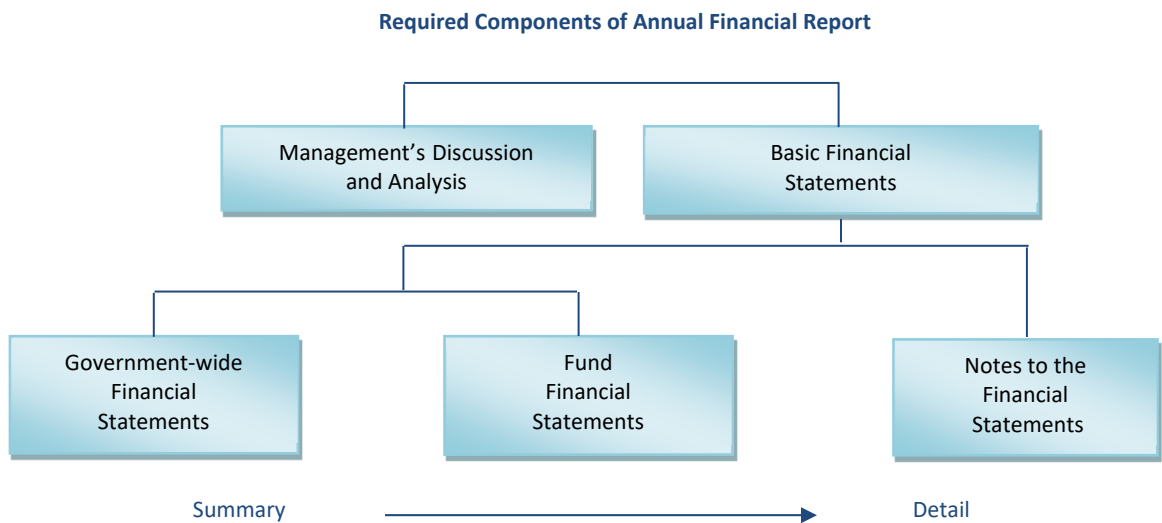 Required Components of Annual Financial Report
Management’s Discussion
and Analysis
Basic Financial
Statements
Government-wide
Financial
Statements
Fund
Financial
Statements
Notes to the
Financial
Statements
Summary
Detail